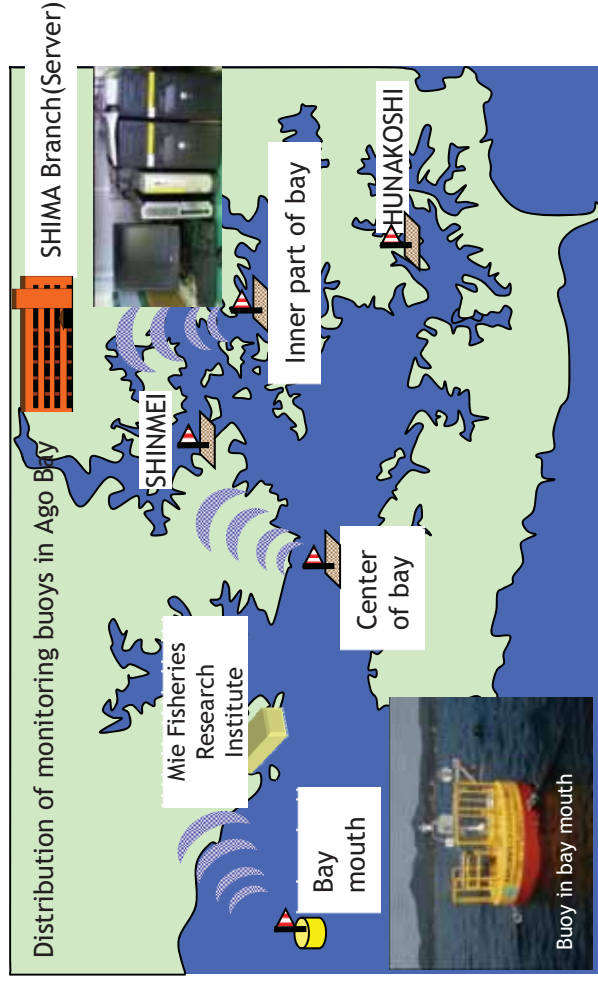 Distribution of monitoring buoys in Ago Bay
SHIMA Branch(Server)
SHINMEI
Inner part of bay
HUNAKOSHI
Mie Fisheries
Research
Institute
Center
of bay
Bay
mouth
Buoy in bay mouth